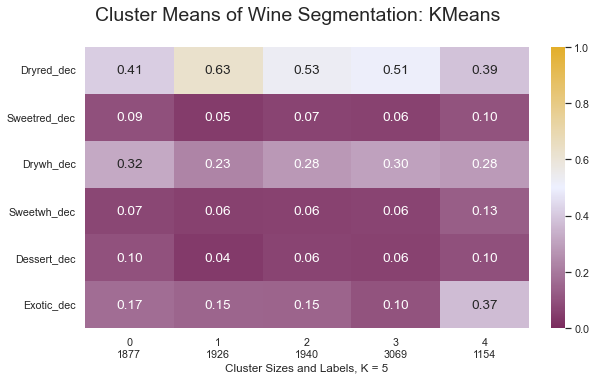 Cluster Means of Wine Segmentation: KMeans
Dryred_dec 0.41 0.63 0.53 0.51 0.39
Sweetred_dec 0.09 0.05 0.07 0.06 0.10
Drywh_dec 0.32 0.23 0.28 0.30 0.28
Sweetwh_dec 0.07 0.06 0.06 0.06 0.13
Dessert_dec 0.10 0.04 0.06 0.06 0.10
Exotic_dec 0.17 0.15 0.15 0.10 0.37
0 1 2 3 4
1877 1926 1940 3069 1154
Cluster Sizes and Labels, K = 5
1.0
0.8
0.6
0.4
0.2
0.0